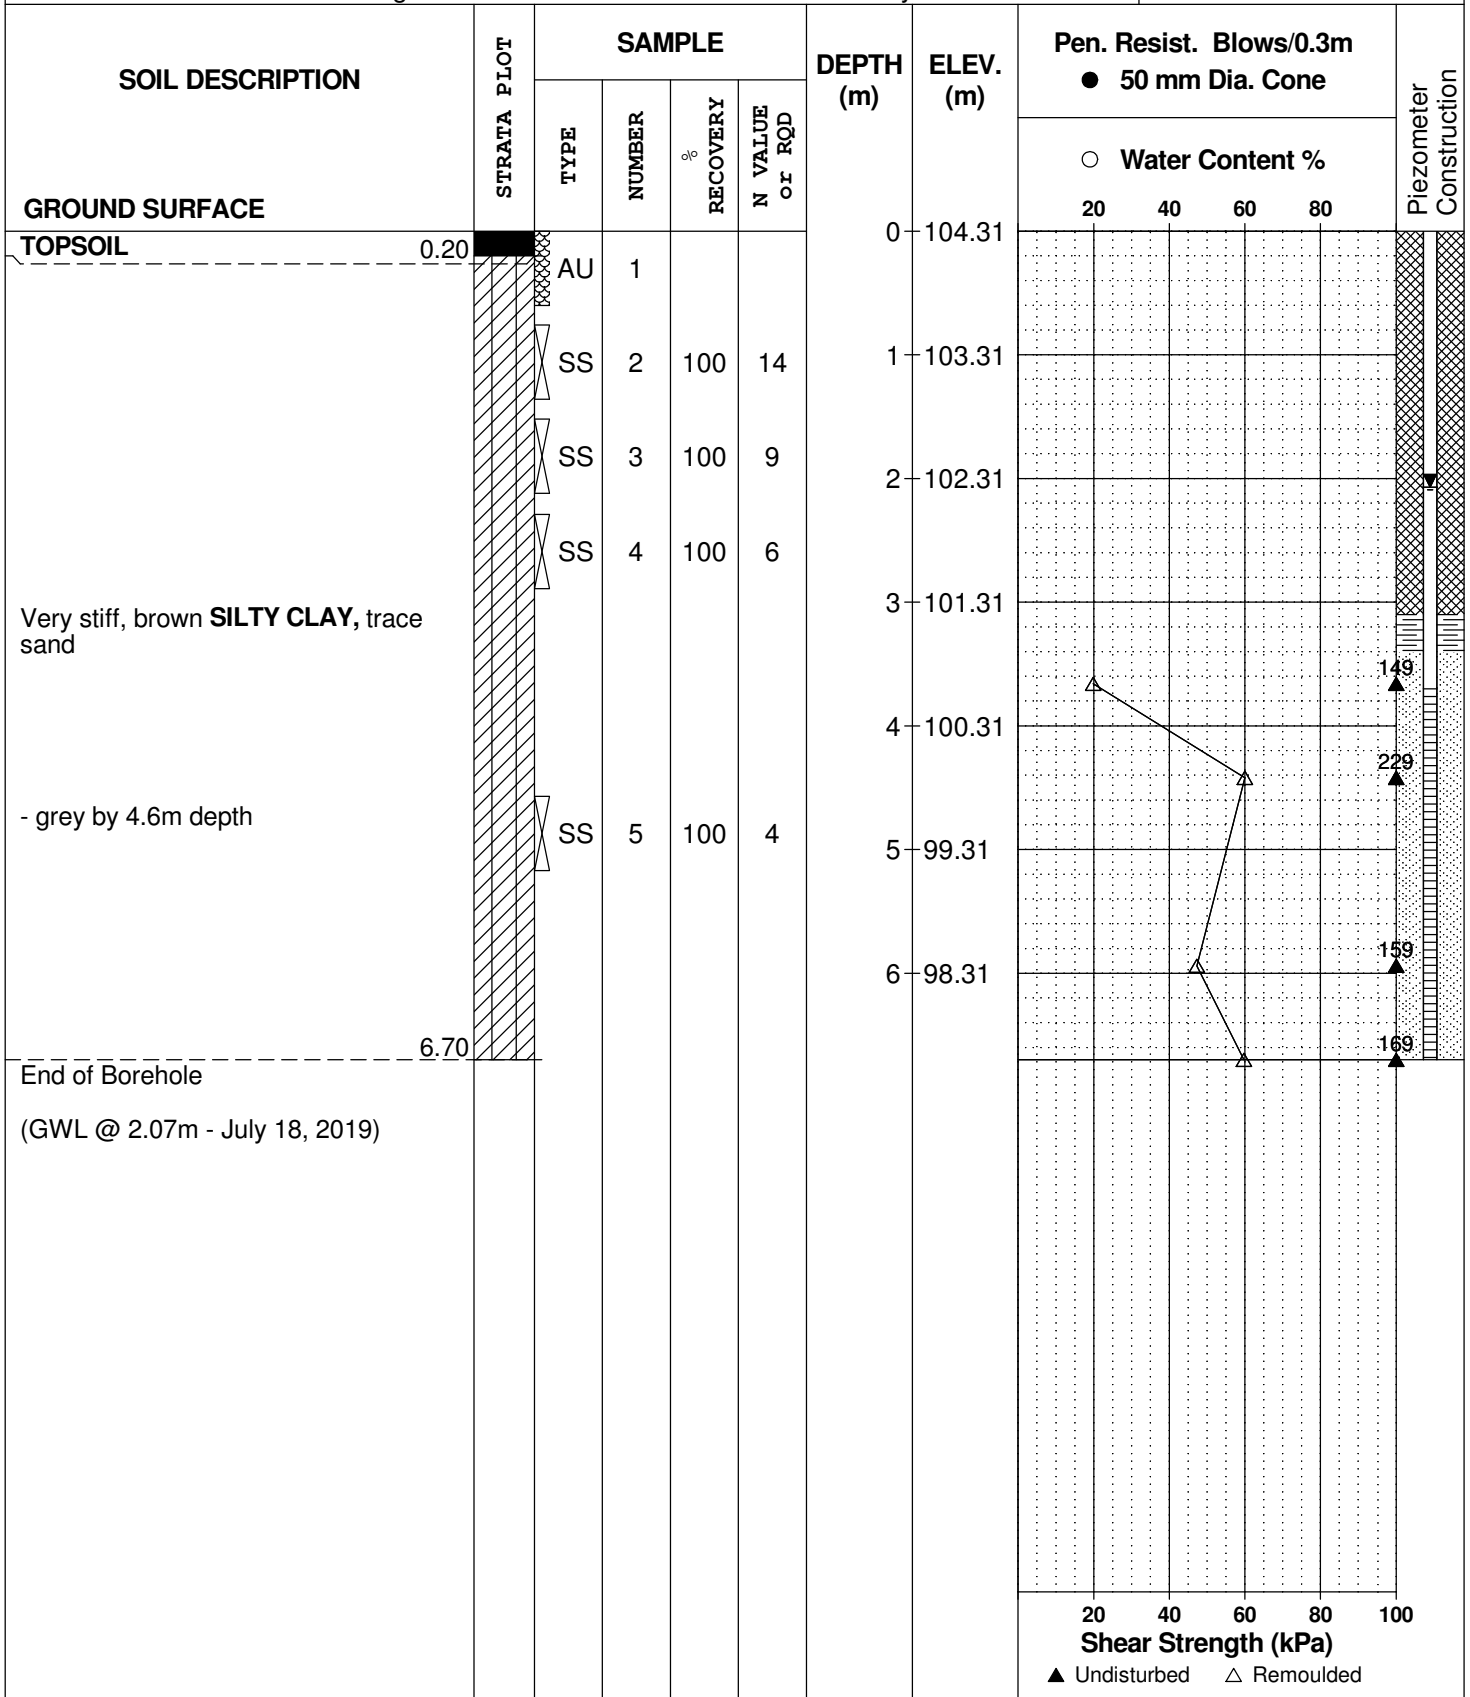 SOIL DESCRIPTION
GROUND SURFACE
STRATA PLOT
SAMPLE
TYPE
NUMBER
% RECOVERY
N VALUE
or RQD
DEPTH
(m)
ELEV.
(m)
Pen. Resist. Blows/0.3m
● 50 mm Dia. Cone
○ Water Content %
20 40 60 80
Piezometer
Construction
TOPSOIL 0.20
AU 1
0 104.31
SS 2 100 14
1 103.31
SS 3 100 9
2 102.31
SS 4 100 6
3 101.31
Very stiff, brown SILTY CLAY, trace
sand
149
4 100.31
229
- grey by 4.6m depth
SS 5 100 4
5 99.31
159
6 98.31
6.70
169
End of Borehole
(GWL @ 2.07m - July 18, 2019)
20 40 60 80 100
Shear Strength (kPa)
▲ Undisturbed △ Remoulded